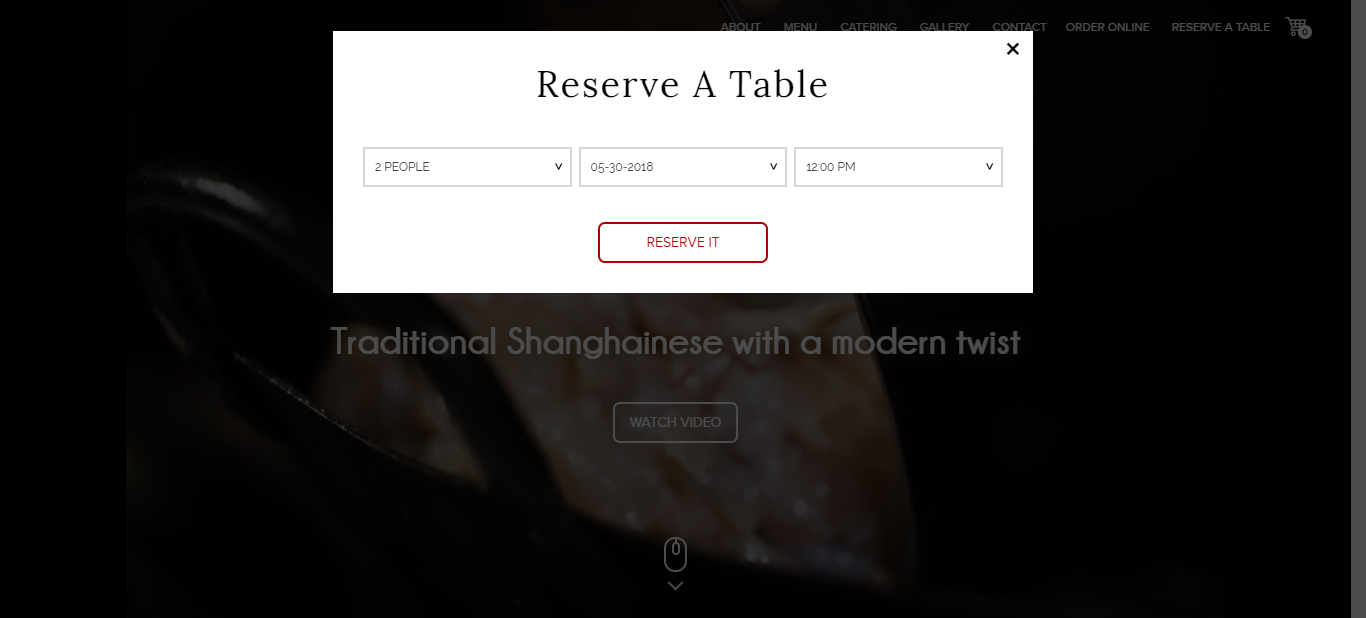 ABOUT MENU CATERING GALLERY CONTACT ORDER ONLINE RESERVE A TABLE 0
Reserve A Table
2 PEOPLE 05-30-2018 12:00 PM
RESERVE IT
Traditional Shanghainese with a modern twist
WATCH VIDEO